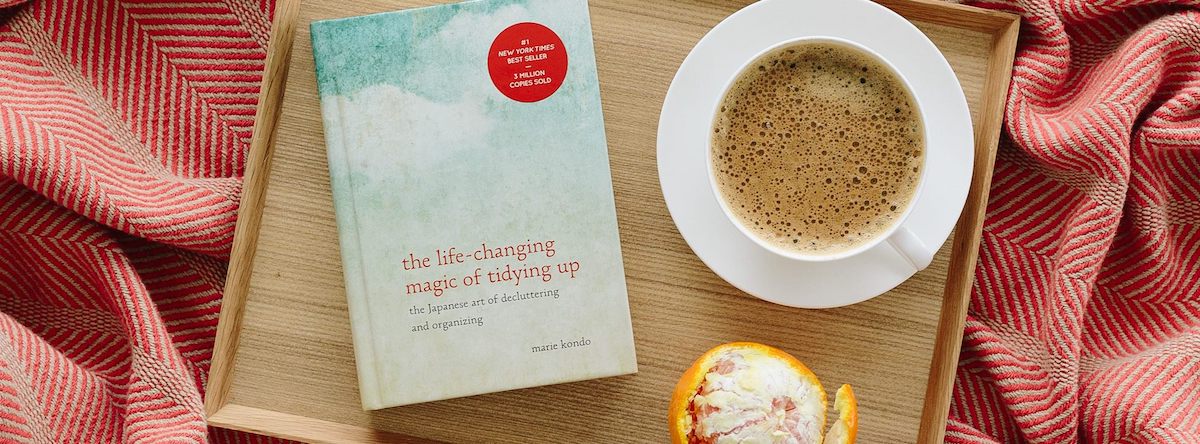 #1
NEW YORK TIMES
BEST SELLER
—
3 MILLION
COPIES SOLD
the life-changing
magic of tidying up
the Japanese art of decluttering
and organizing
marie kondo